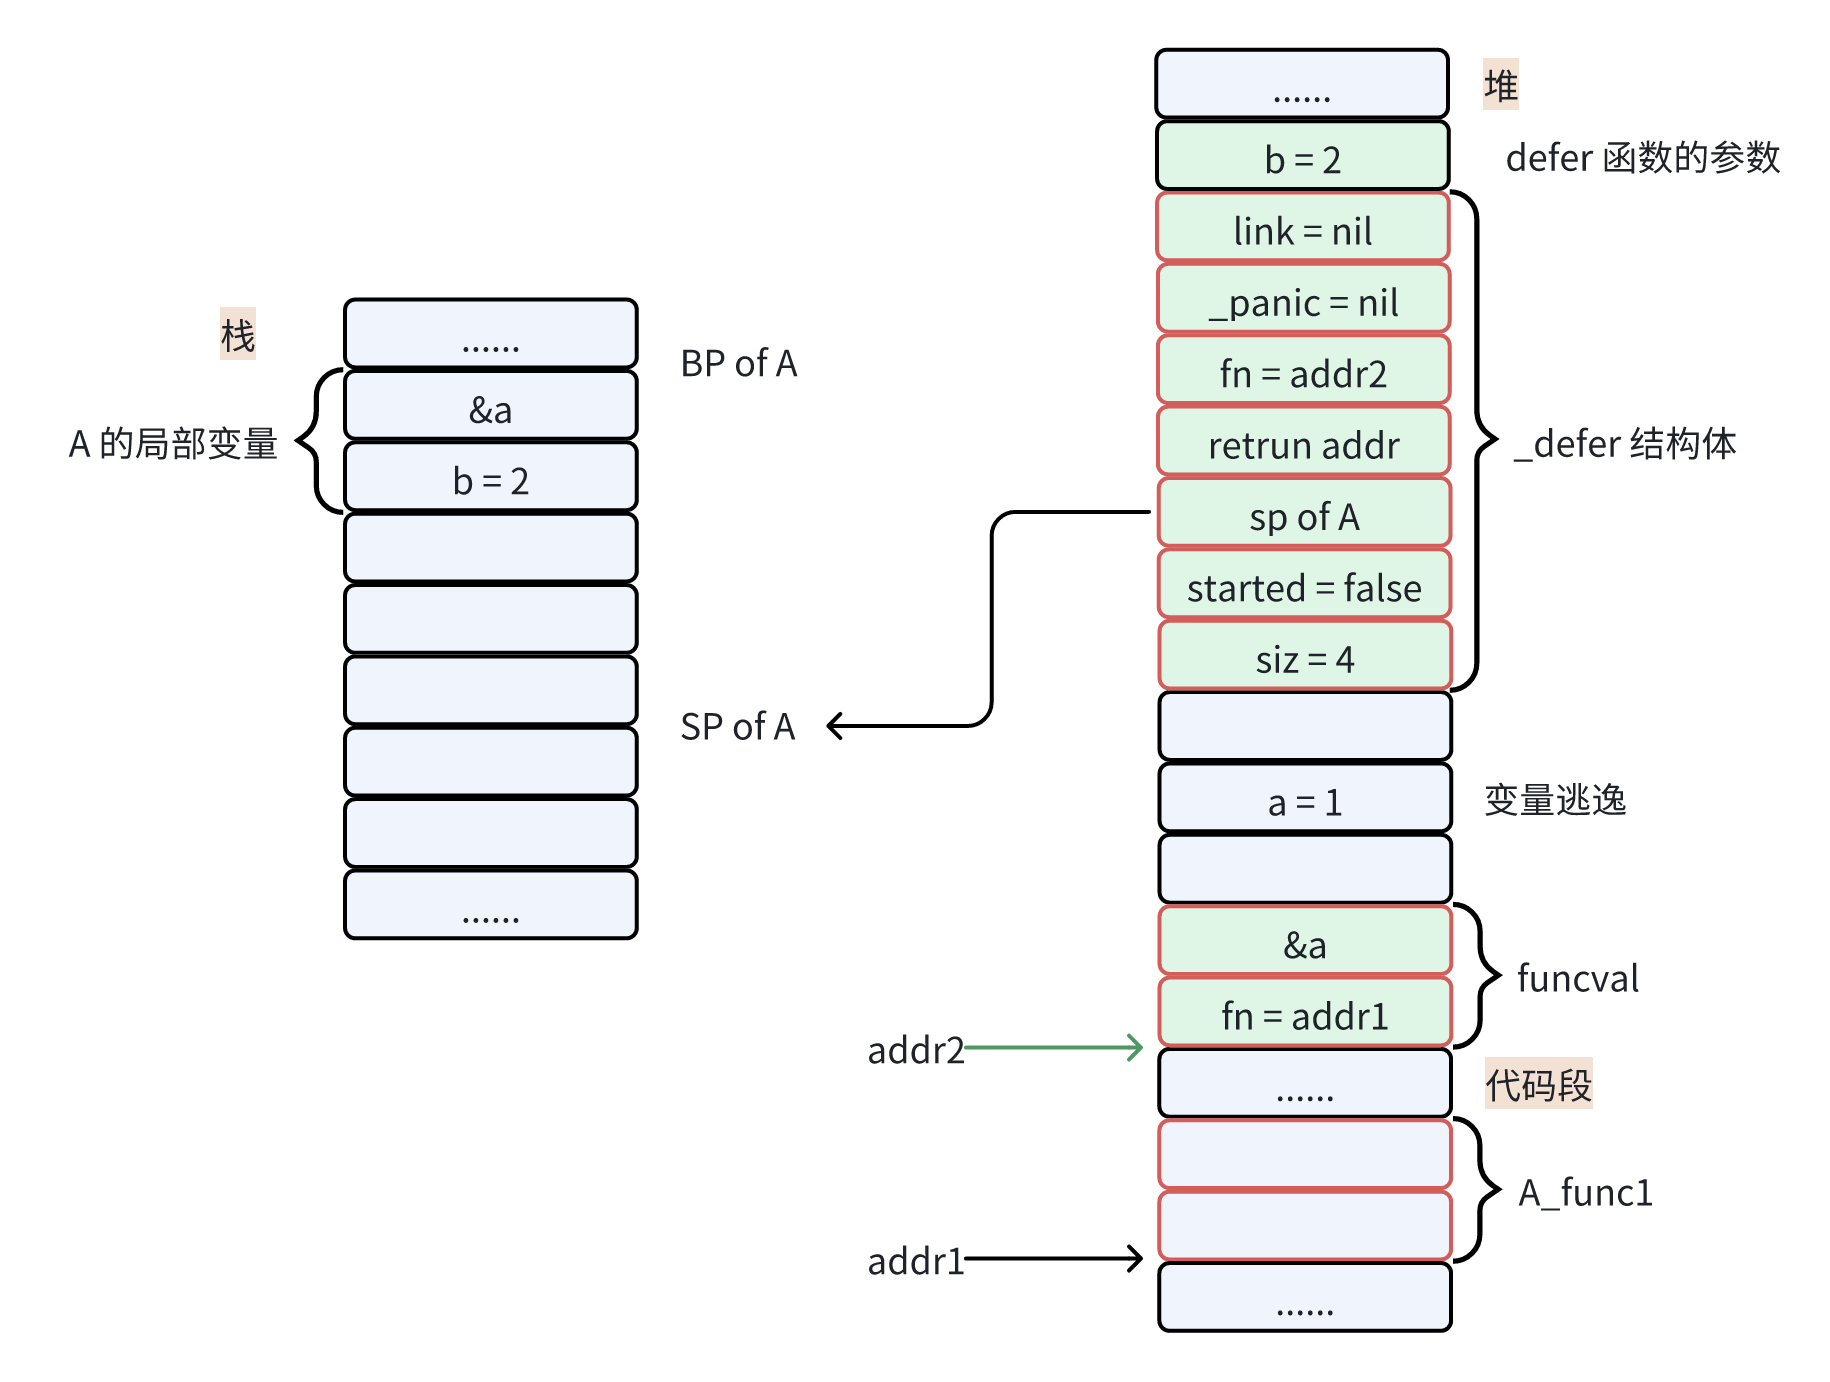 栈
......
BP of A
A 的局部变量
&a
b = 2
SP of A
......
堆
......
b = 2
defer 函数的参数
link = nil
_panic = nil
fn = addr2
retrun addr
_defer 结构体
sp of A
started = false
siz = 4
a = 1
变量逃逸
&a
funcval
fn = addr1
addr2
......
代码段
A_func1
addr1
......